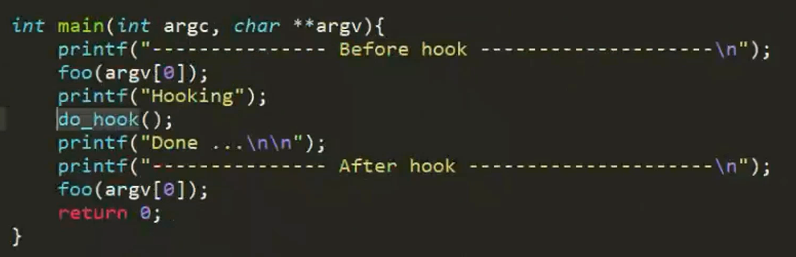 int main(int argc, char **argv){
    printf("--------------- Before hook --------------------\n");
    foo(argv[0]);
    printf("Hooking");
    do_hook();
    printf("Done ...\n\n");
    printf("--------------- After hook ---------------------\n");
    foo(argv[0]);
    return 0;
}